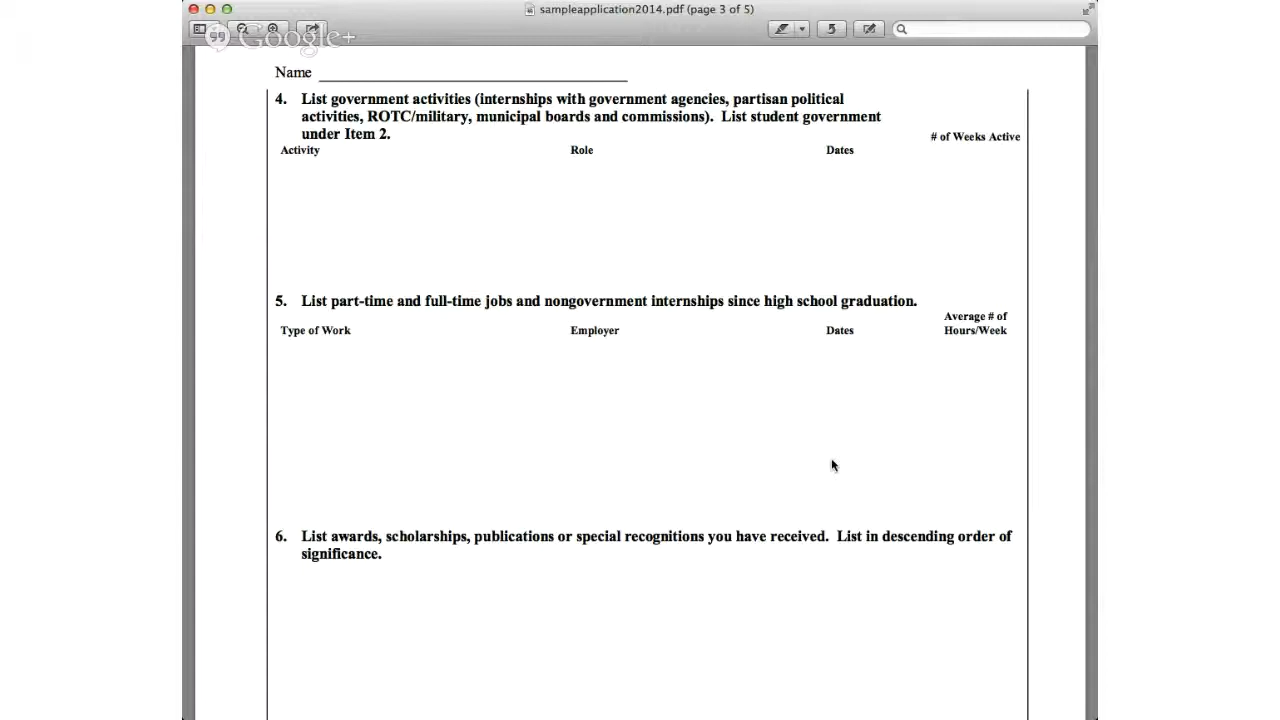 sampleapplication2014.pdf (page 3 of 5)
Google+
Name
4. List government activities (internships with government agencies, partisan political
activities, ROTC/military, municipal boards and commissions). List student government
under Item 2.
# of Weeks Active
Activity Role Dates
5. List part-time and full-time jobs and nongovernment internships since high school graduation.
Average # of
Type of Work Employer Dates Hours/Week
6. List awards, scholarships, publications or special recognitions you have received. List in descending order of
significance.